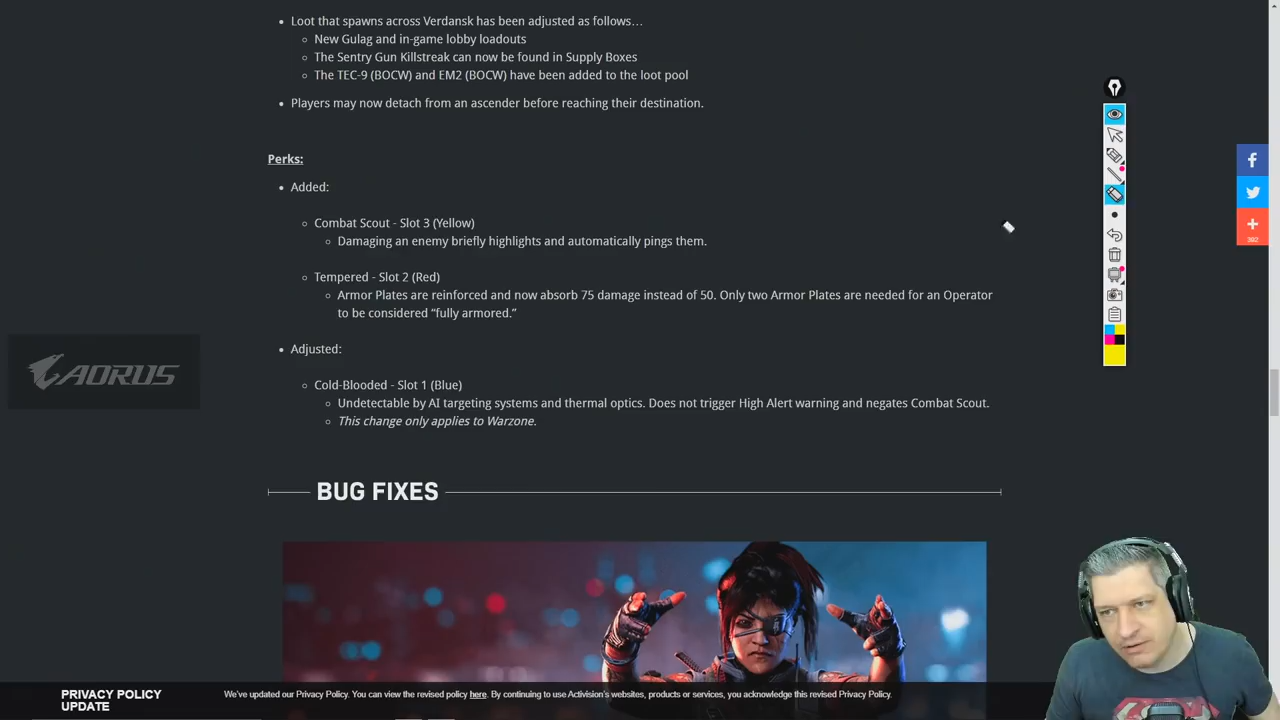 Loot that spawns across Verdansk has been adjusted as follows…
New Gulag and in-game lobby loadouts
The Sentry Gun Killstreak can now be found in Supply Boxes
The TEC-9 (BOCW) and EM2 (BOCW) have been added to the loot pool
Players may now detach from an ascender before reaching their destination.
Perks:
Added:
Combat Scout - Slot 3 (Yellow)
Damaging an enemy briefly highlights and automatically pings them.
Tempered - Slot 2 (Red)
Armor Plates are reinforced and now absorb 75 damage instead of 50. Only two Armor Plates are needed for an Operator
to be considered “fully armored.”
Adjusted:
Cold-Blooded - Slot 1 (Blue)
Undetectable by AI targeting systems and thermal optics. Does not trigger High Alert warning and negates Combat Scout.
This change only applies to Warzone.
AORUS
BUG FIXES
PRIVACY POLICY
UPDATE
We've updated our Privacy Policy. You can view the revised policy here. By continuing to use Activision's websites, products or services, you acknowledge this revised Privacy Policy.